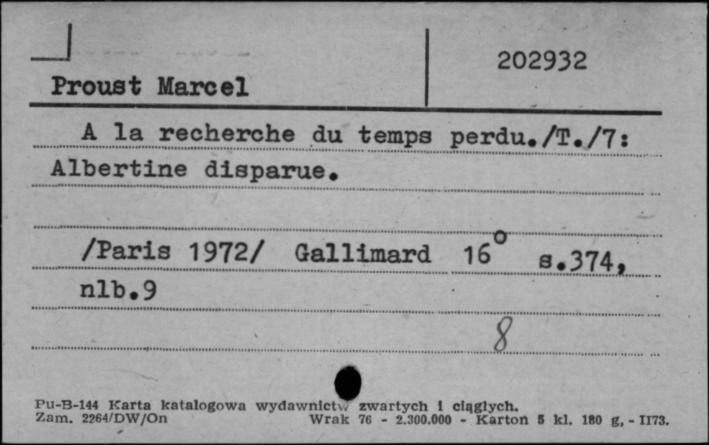 202932
Proust Marcel
A la recherche du temps perdu./T./7:
Albertine disparue.
/Paris 1972/ Gallimard 16° s.374,
nlb.9
8
Pu-B-144 Karta katalogowa wydawnictw zwartych i ciągłych.
Zam. 2264/DW/On Wrak 76 - 2.300.000 - Karton 5 kl. 180 g. - II73.